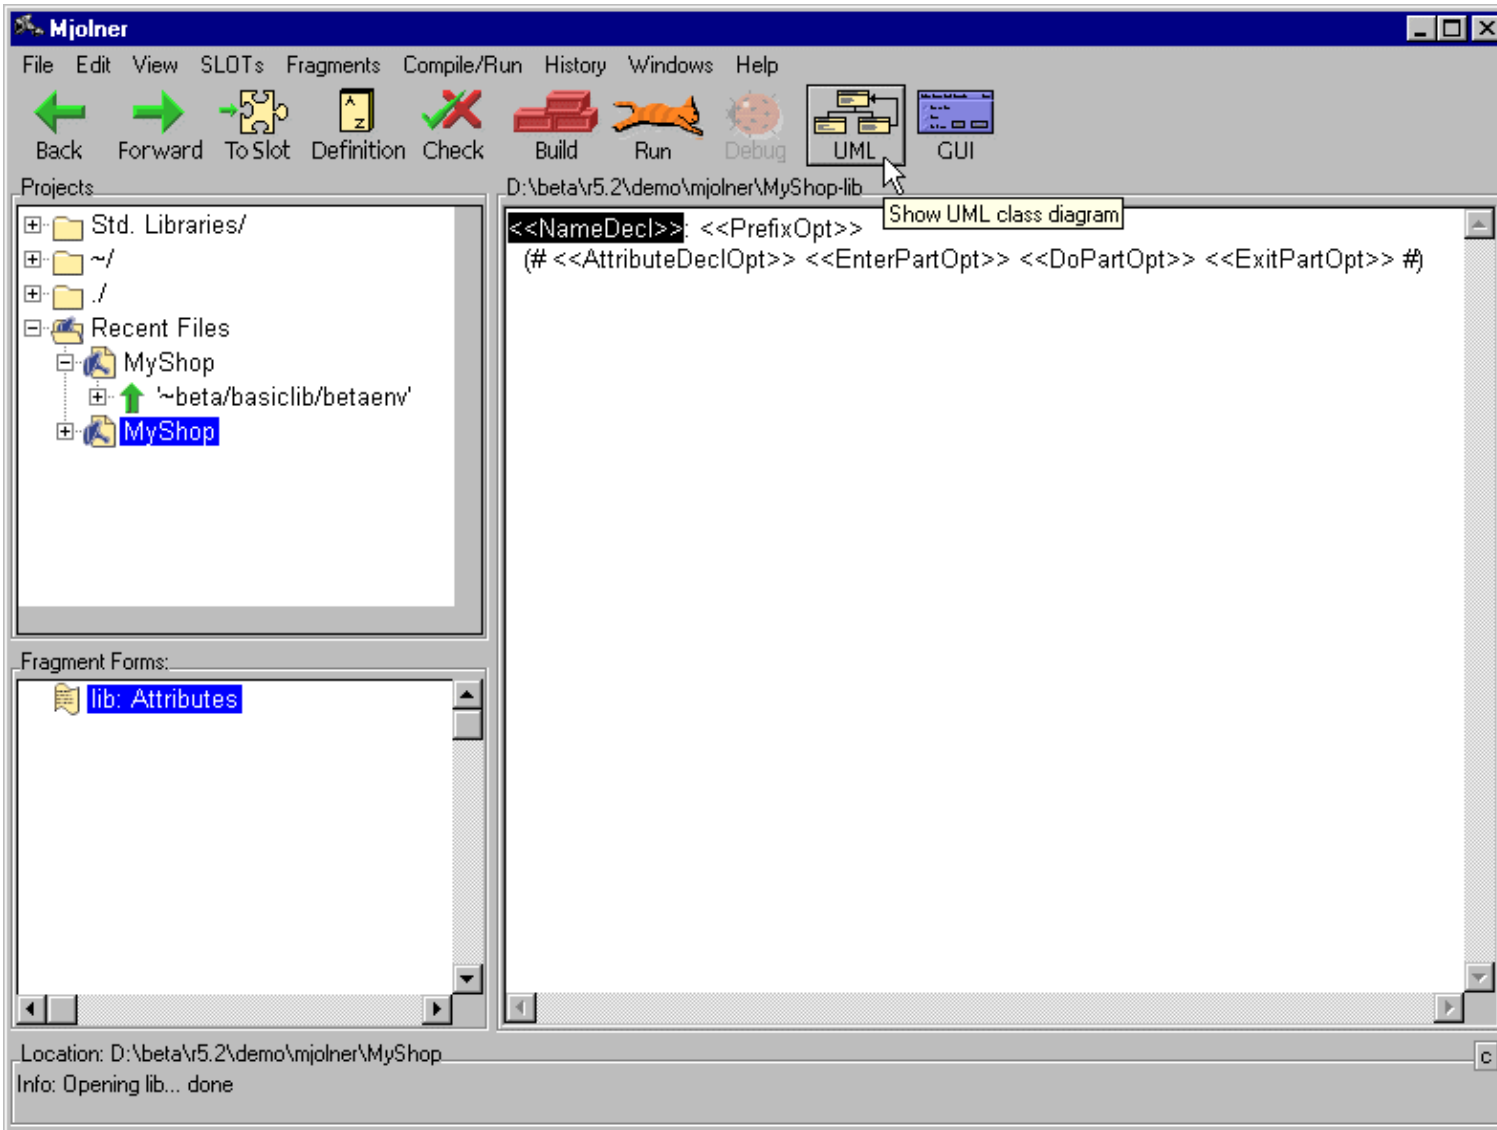 Mjolner
File Edit View SLOTs Fragments Compile/Run History Windows Help
Back Forward To Slot Definition Check Build Run Debug UML GUI
Projects
D:\beta\r5.2\demo\mjolner\MyShop-lib
Show UML class diagram
Std. Libraries/
~/
./
Recent Files
MyShop
'~beta/basiclib/betaenv'
MyShop
<<NameDecl>>: <<PrefixOpt>>
(# <<AttributeDeclOpt>> <<EnterPartOpt>> <<DoPartOpt>> <<ExitPartOpt>> #)
Fragment Forms:
lib: Attributes
Location: D:\beta\r5.2\demo\mjolner\MyShop
c
Info: Opening lib... done